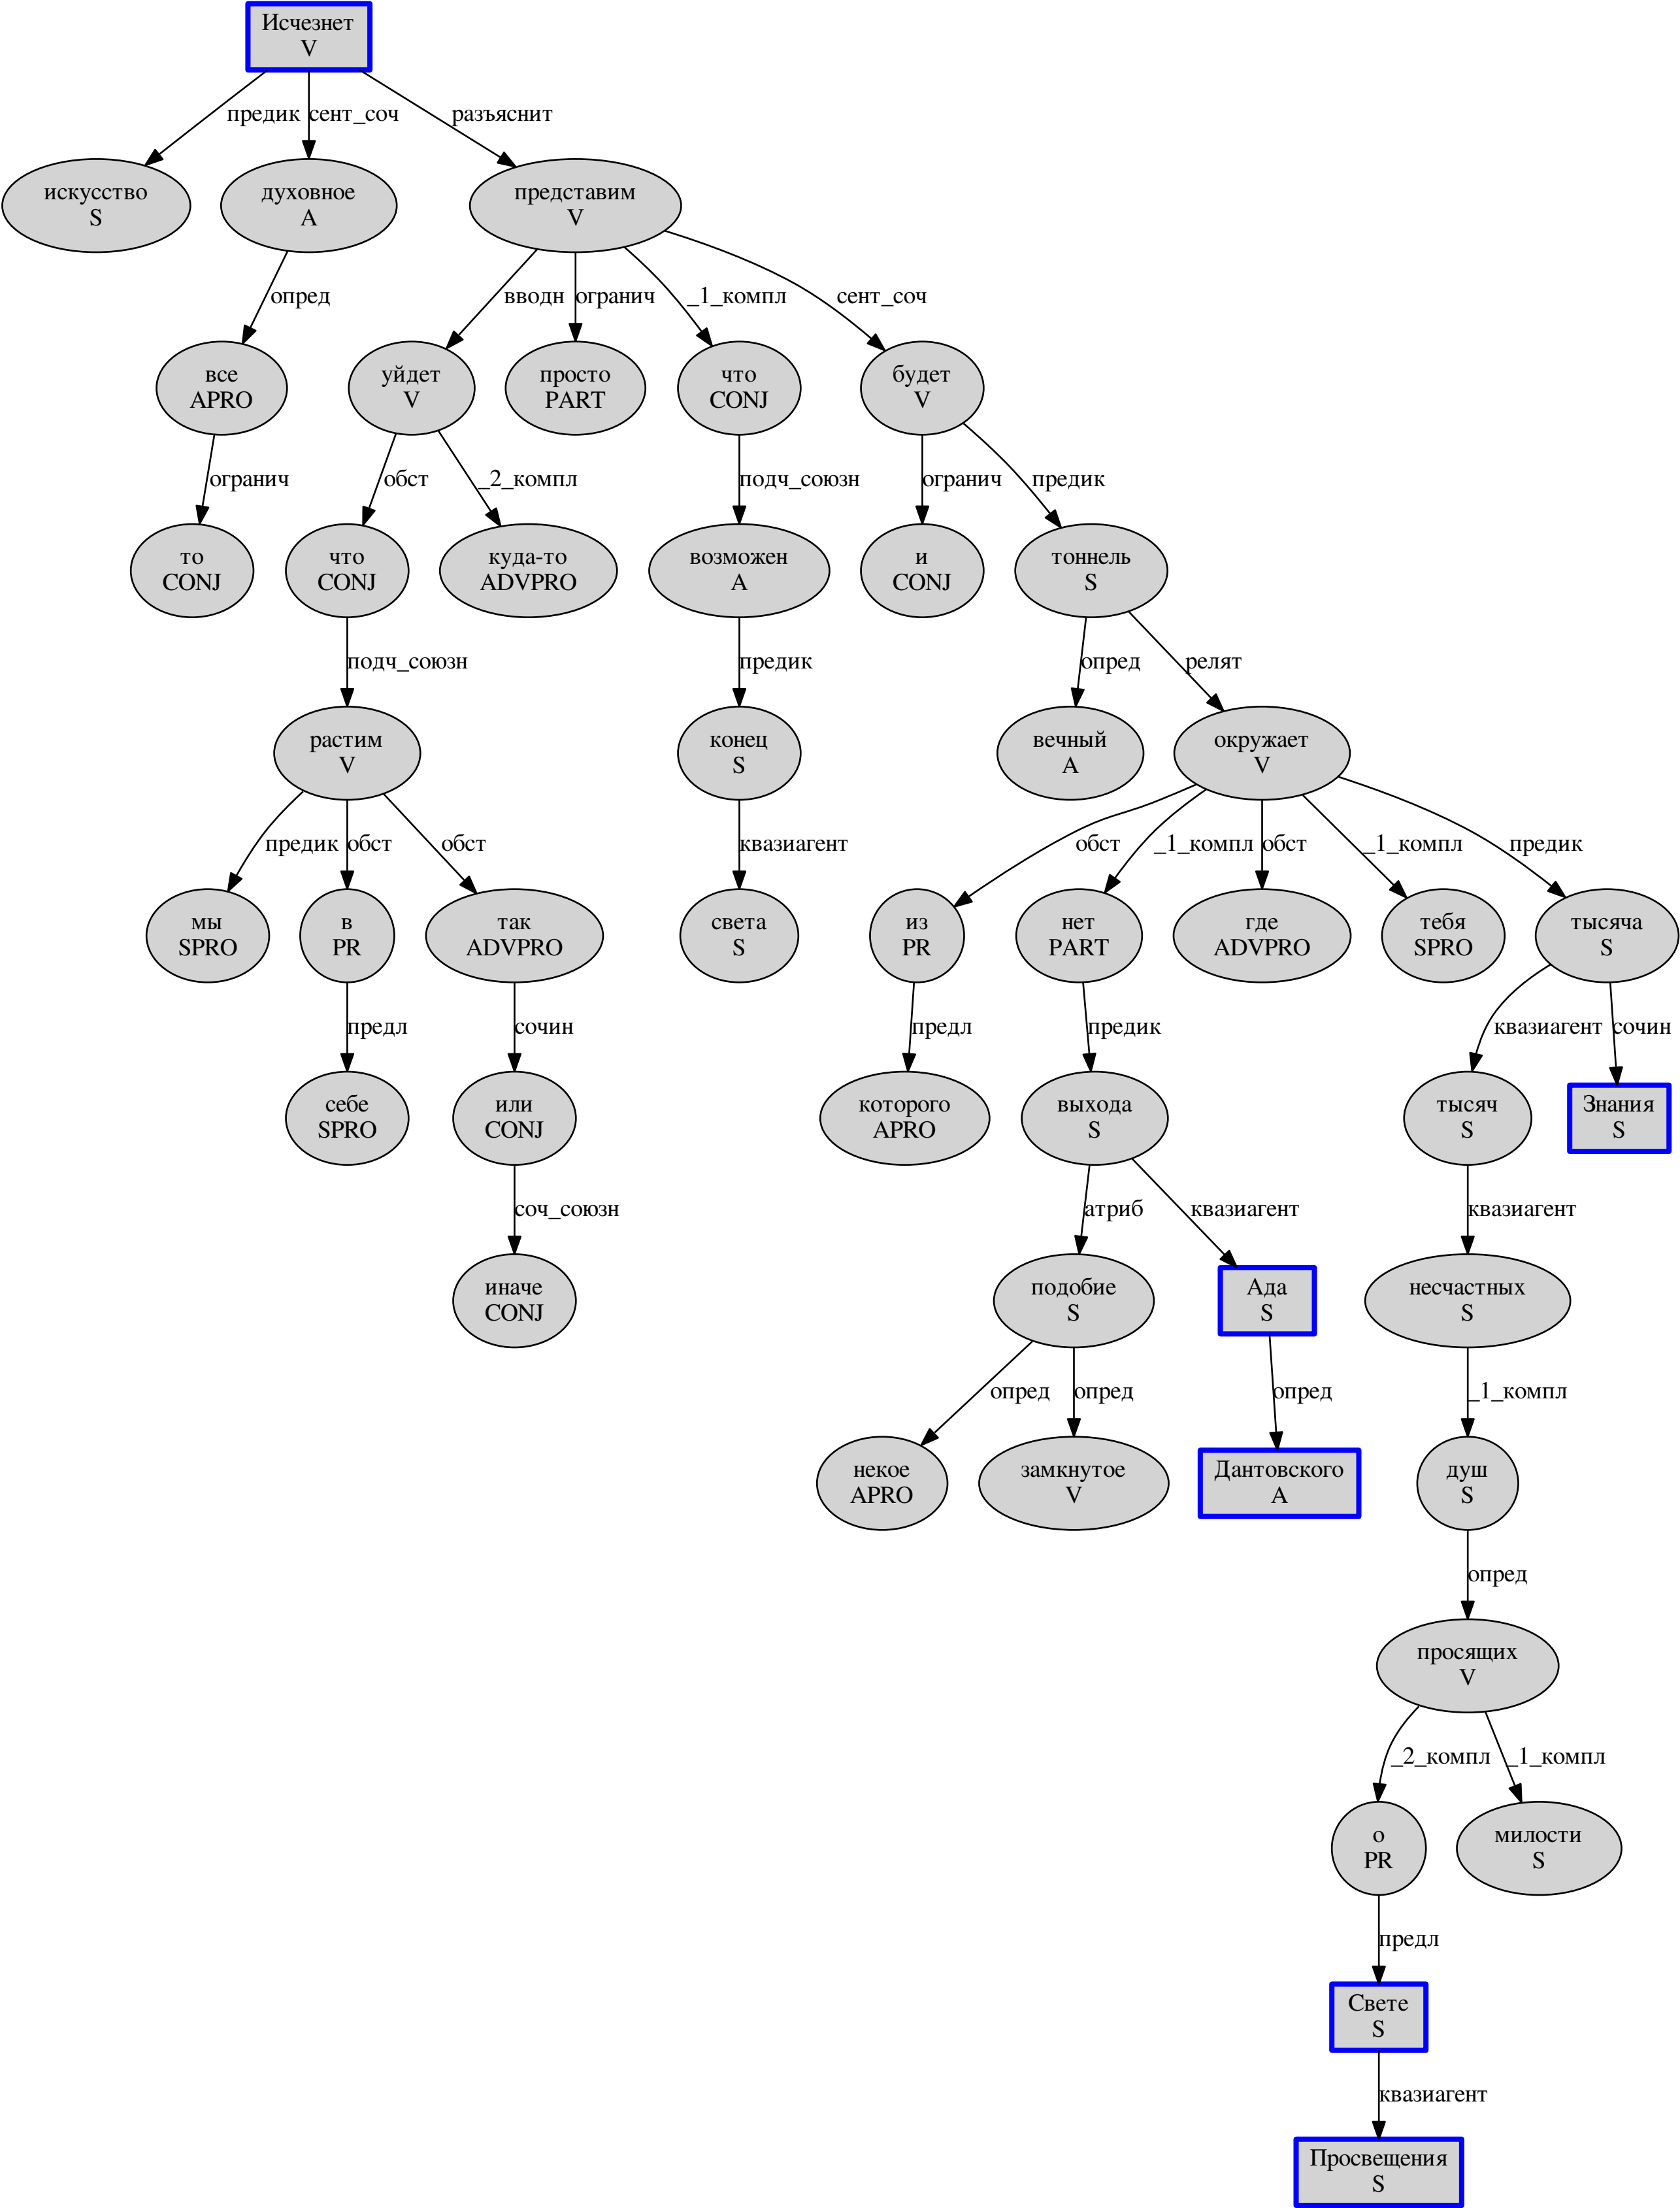 Исчезнет
V
предик
сент_соч
разъяснит
искусство
S
духовное
A
представим
V
опред
вводн
огранич
_1_компл
сент_соч
все
APRO
уйдет
V
просто
PART
что
CONJ
будет
V
огранич
обст
_2_компл
подч_союзн
огранич
предик
то
CONJ
что
CONJ
куда-то
ADVPRO
возможен
A
и
CONJ
тоннель
S
подч_союзн
предик
опред
релят
растим
V
конец
S
вечный
A
окружает
V
предик
обст
обст
квазиагент
обст
_1_компл
обст
_1_компл
предик
мы
SPRO
в
PR
так
ADVPRO
света
S
из
PR
нет
PART
где
ADVPRO
тебя
SPRO
тысяча
S
предл
сочин
предл
предик
квазиагент
сочин
себе
SPRO
или
CONJ
которого
APRO
выхода
S
тысяч
S
Знания
S
соч_союзн
атриб
квазиагент
квазиагент
иначе
CONJ
подобие
S
Ада
S
несчастных
S
опред
опред
опред
_1_компл
некое
APRO
замкнутое
V
Дантовского
A
душ
S
опред
просящих
V
_2_компл
_1_компл
о
PR
милости
S
предл
Свете
S
квазиагент
Просвещения
S